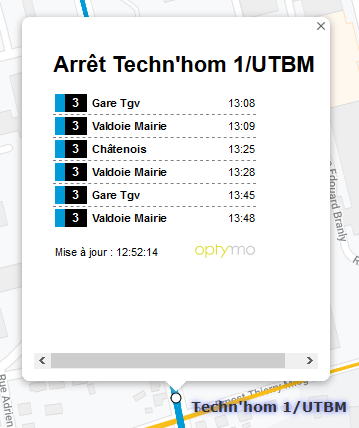 ×
Arrêt Techn'hom 1/UTBM
3 Gare Tgv 13:08
3 Valdoie Mairie 13:09
3 Châtenois 13:25
3 Valdoie Mairie 13:28
3 Gare Tgv 13:45
3 Valdoie Mairie 13:48
Mise à jour : 12:52:14
optymo
Edouard Branly
Rue Adrien
Thierry
Techn'hom 1/UTBM